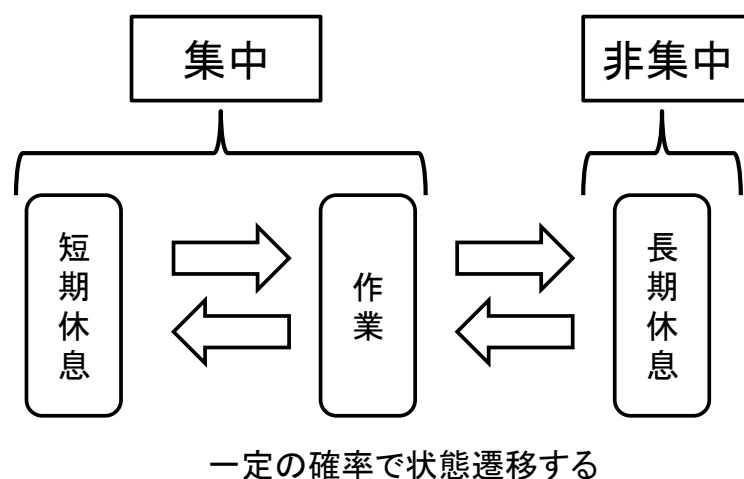 集中
非集中
短期休息
作業
長期休息
一定の確率で状態遷移する